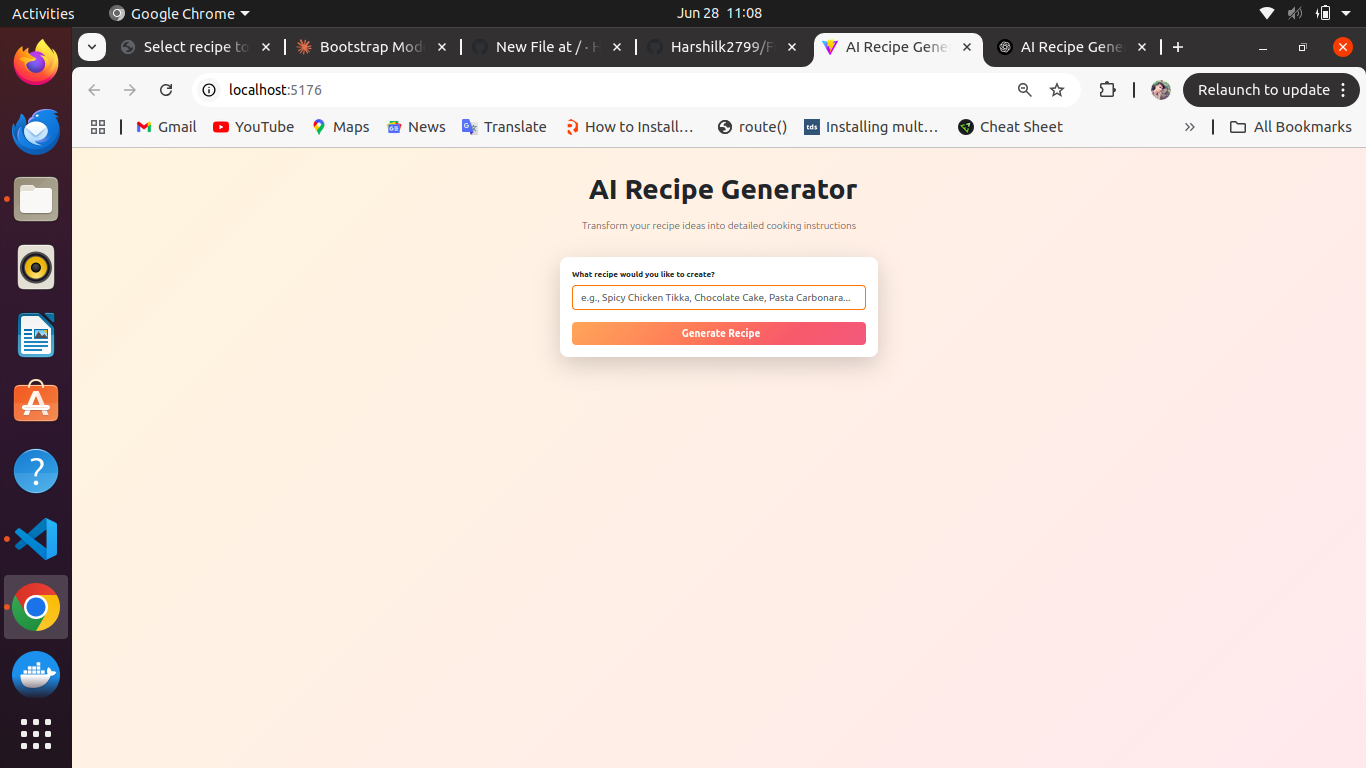 Activities
Google Chrome
Jun 28 11:08
Select recipe to
Bootstrap Mod
New File at / · H
Harshilk2799/F
AI Recipe Gene
AI Recipe Gene
localhost:5176
Relaunch to update
Gmail
YouTube
Maps
News
Translate
How to Install…
route()
tds
Installing mult…
Cheat Sheet
»
All Bookmarks
AI Recipe Generator
Transform your recipe ideas into detailed cooking instructions
What recipe would you like to create?
e.g., Spicy Chicken Tikka, Chocolate Cake, Pasta Carbonara...
Generate Recipe